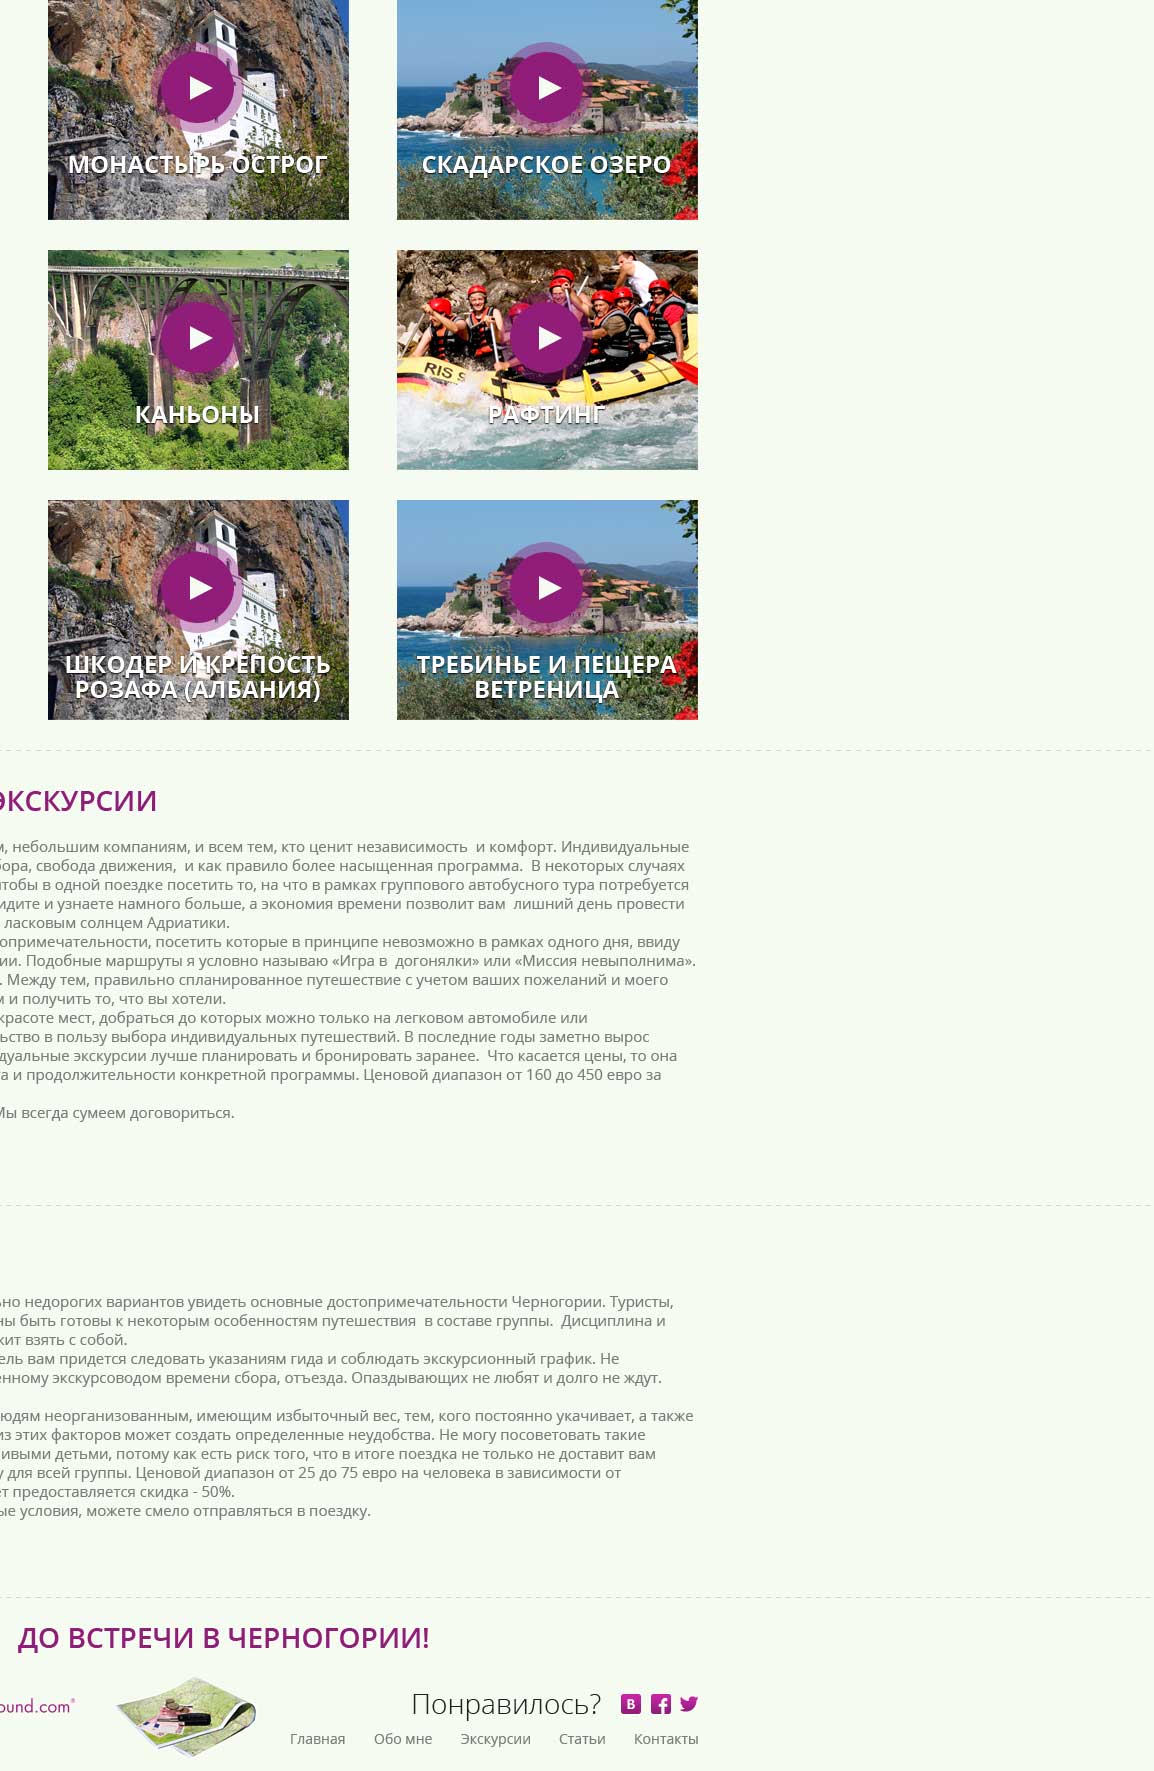 МОНАСТЫРЬ ОСТРОГ
СКАДАРСКОЕ ОЗЕРО
RIS
КАНЬОНЫ
РАФТИНГ
ШКОДЕР И КРЕПОСТЬ
РОЗАФА (АЛБАНИЯ)
ТРЕБИНЬЕ И ПЕЩЕРА
ВЕТРЕНИЦА
ЭКСКУРСИИ
м, небольшим компаниям, и всем тем, кто ценит независимость и комфорт. Индивидуальные
бора, свобода движения, и как правило более насыщенная программа. В некоторых случаях
чтобы в одной поездке посетить то, на что в рамках группового автобусного тура потребуется
идите и узнаете намного больше, а экономия времени позволит вам лишний день провести
ласковым солнцем Адриатики.
опримечательности, посетить которые в принципе невозможно в рамках одного дня, ввиду
ии. Подобные маршруты я условно называю «Игра в догонялки» или «Миссия невыполнима».
. Между тем, правильно спланированное путешествие с учетом ваших пожеланий и моего
м и получить то, что вы хотели.
красоте мест, добраться до которых можно только на легковом автомобиле или
льство в пользу выбора индивидуальных путешествий. В последние годы заметно вырос
дуальные экскурсии лучше планировать и бронировать заранее. Что касается цены, то она
а и продолжительности конкретной программы. Ценовой диапазон от 160 до 450 евро за
Мы всегда сумеем договориться.
ьно недорогих вариантов увидеть основные достопримечательности Черногории. Туристы,
ны быть готовы к некоторым особенностям путешествия в составе группы. Дисциплина и
жит взять с собой.
ель вам придется следовать указаниям гида и соблюдать экскурсионный график. Не
енному экскурсоводом времени сбора, отъезда. Опаздывающих не любят и долго не ждут.
юдям неорганизованным, имеющим избыточный вес, тем, кого постоянно укачивает, а также
из этих факторов может создать определенные неудобства. Не могу посоветовать такие
ивыми детьми, потому как есть риск того, что в итоге поездка не только не доставит вам
у для всей группы. Ценовой диапазон от 25 до 75 евро на человека в зависимости от
ет предоставляется скидка - 50%.
ые условия, можете смело отправляться в поездку.
ДО ВСТРЕЧИ В ЧЕРНОГОРИИ!
ound.com®
Понравилось?
Главная Обо мне Экскурсии Статьи Контакты